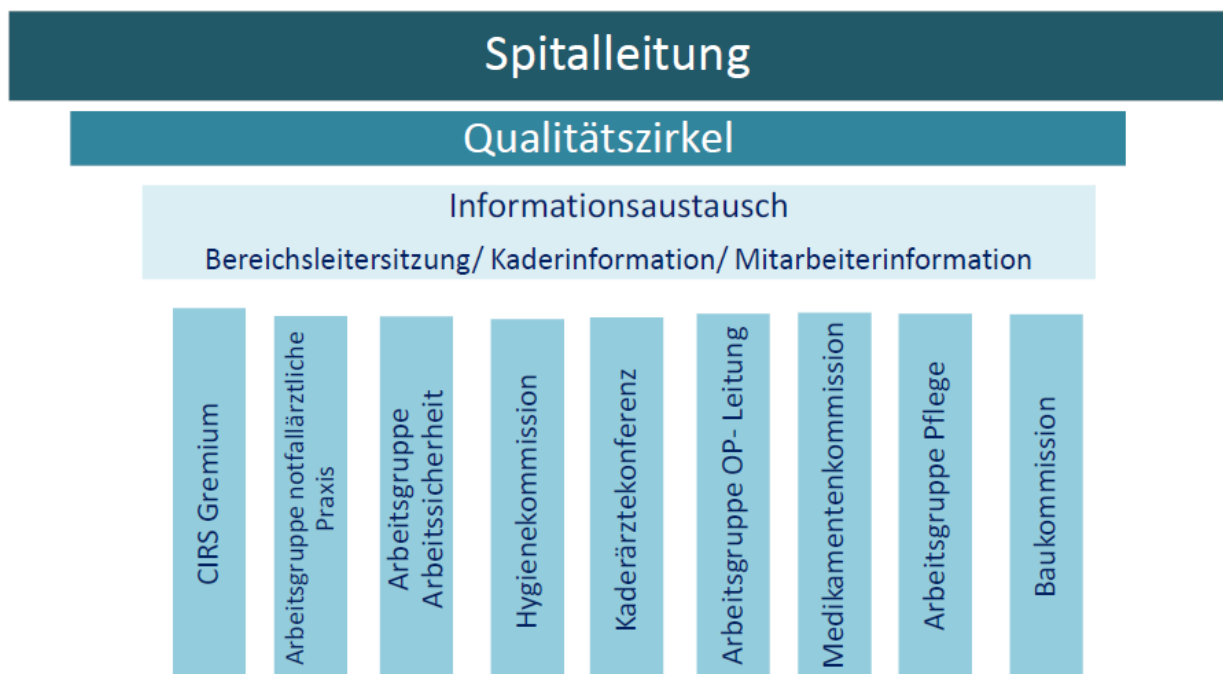 Spitalleitung
Qualitätszirkel
Informationsaustausch
Bereichsleitersitzung/ Kaderinformation/ Mitarbeiterinformation
CIRS Gremium
Arbeitsgruppe notfallärztliche
Praxis
Arbeitsgruppe
Arbeitssicherheit
Hygienekommission
Kaderärztekonferenz
Arbeitsgruppe OP- Leitung
Medikamentenkommission
Arbeitsgruppe Pflege
Baukommission